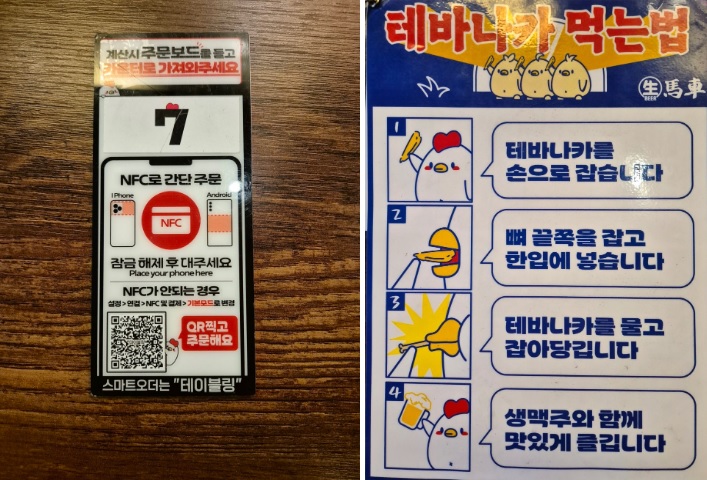 계산시 주문보드를 들고
카운터로 가져와주세요
7
NFC로 간단 주문
iPhone
Android
NFC
잠금 해제 후 대주세요
Place your phone here
NFC가 안되는 경우
설정 > 연결 > NFC 및 결제 > 기본모드로 변경
QR찍고
주문해요
스마트오더는 "테이블링"
테바나카 먹는법
生 馬車
BEER
1
테바나카를
손으로 잡습니다
2
뼈 끝쪽을 잡고
한입에 넣습니다
3
테바나카를 물고
잡아당깁니다
4
생맥주와 함께
맛있게 즐깁니다